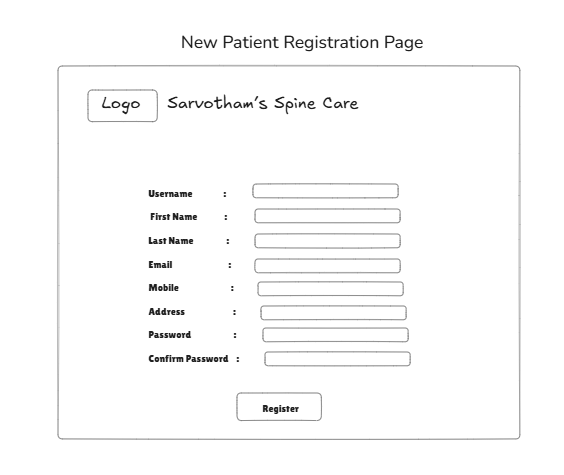 New Patient Registration Page
Logo Sarvotham's Spine Care
Username :
First Name :
Last Name :
Email :
Mobile :
Address :
Password :
Confirm Password :
Register